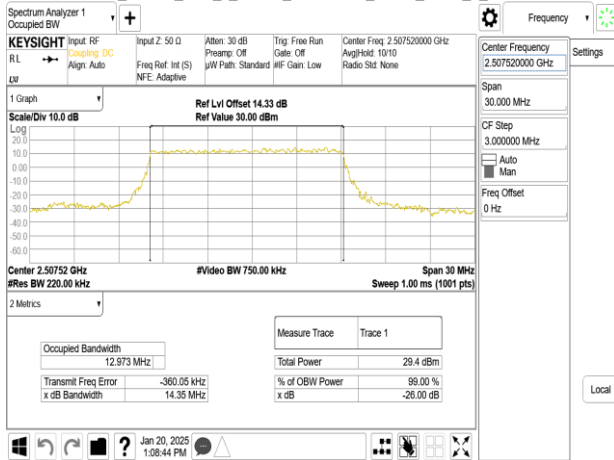 Spectrum Analyzer 1
Occupied BW
Frequency
KEYSIGHT
Input: RF
Coupling: DC
Align: Auto
Input Z: 50 Ω
Freq Ref: Int (S)
NFE: Adaptive
Atten: 30 dB
Preamp: Off
µW Path: Standard
Trig: Free Run
Gate: Off
#IF Gain: Low
Center Freq: 2.507520000 GHz
Avg|Hold: 10/10
Radio Std: None
RL
LXI
Center Frequency
2.507520000 GHz
Settings
Span
30.000 MHz
CF Step
3.000000 MHz
Auto
Man
Freq Offset
0 Hz
Local
1 Graph
Scale/Div 10.0 dB
Ref Lvl Offset 14.33 dB
Ref Value 30.00 dBm
Log
20.0
10.0
0.00
-10.0
-20.0
-30.0
-40.0
-50.0
-60.0
Center 2.50752 GHz
#Video BW 750.00 kHz
Span 30 MHz
#Res BW 220.00 kHz
Sweep 1.00 ms (1001 pts)
2 Metrics
Occupied Bandwidth
12.973 MHz
Transmit Freq Error -360.05 kHz
x dB Bandwidth 14.35 MHz
Measure Trace Trace 1
Total Power 29.4 dBm
% of OBW Power 99.00 %
x dB -26.00 dB
?
Jan 20, 2025
1:08:44 PM